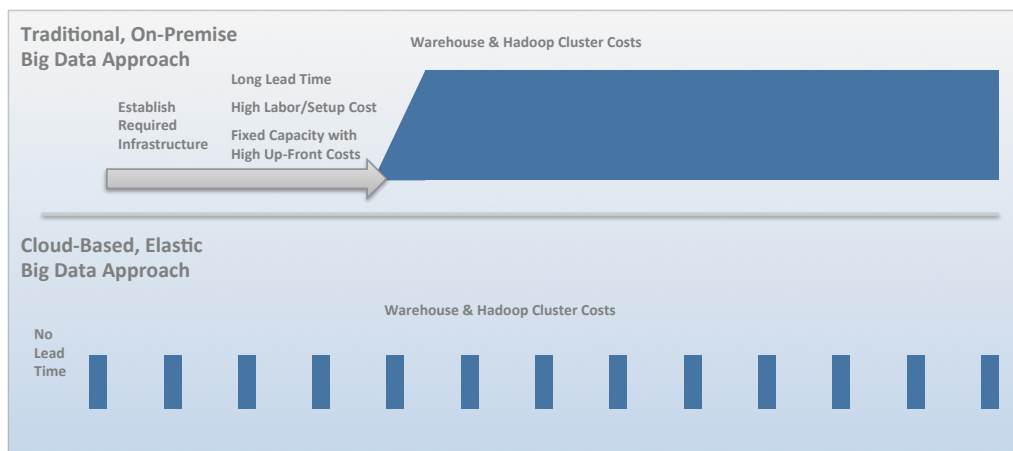 Traditional, On-Premise
Big Data Approach
Warehouse & Hadoop Cluster Costs
Long Lead Time
Establish
Required
Infrastructure
High Labor/Setup Cost
Fixed Capacity with
High Up-Front Costs
Cloud-Based, Elastic
Big Data Approach
Warehouse & Hadoop Cluster Costs
No
Lead
Time